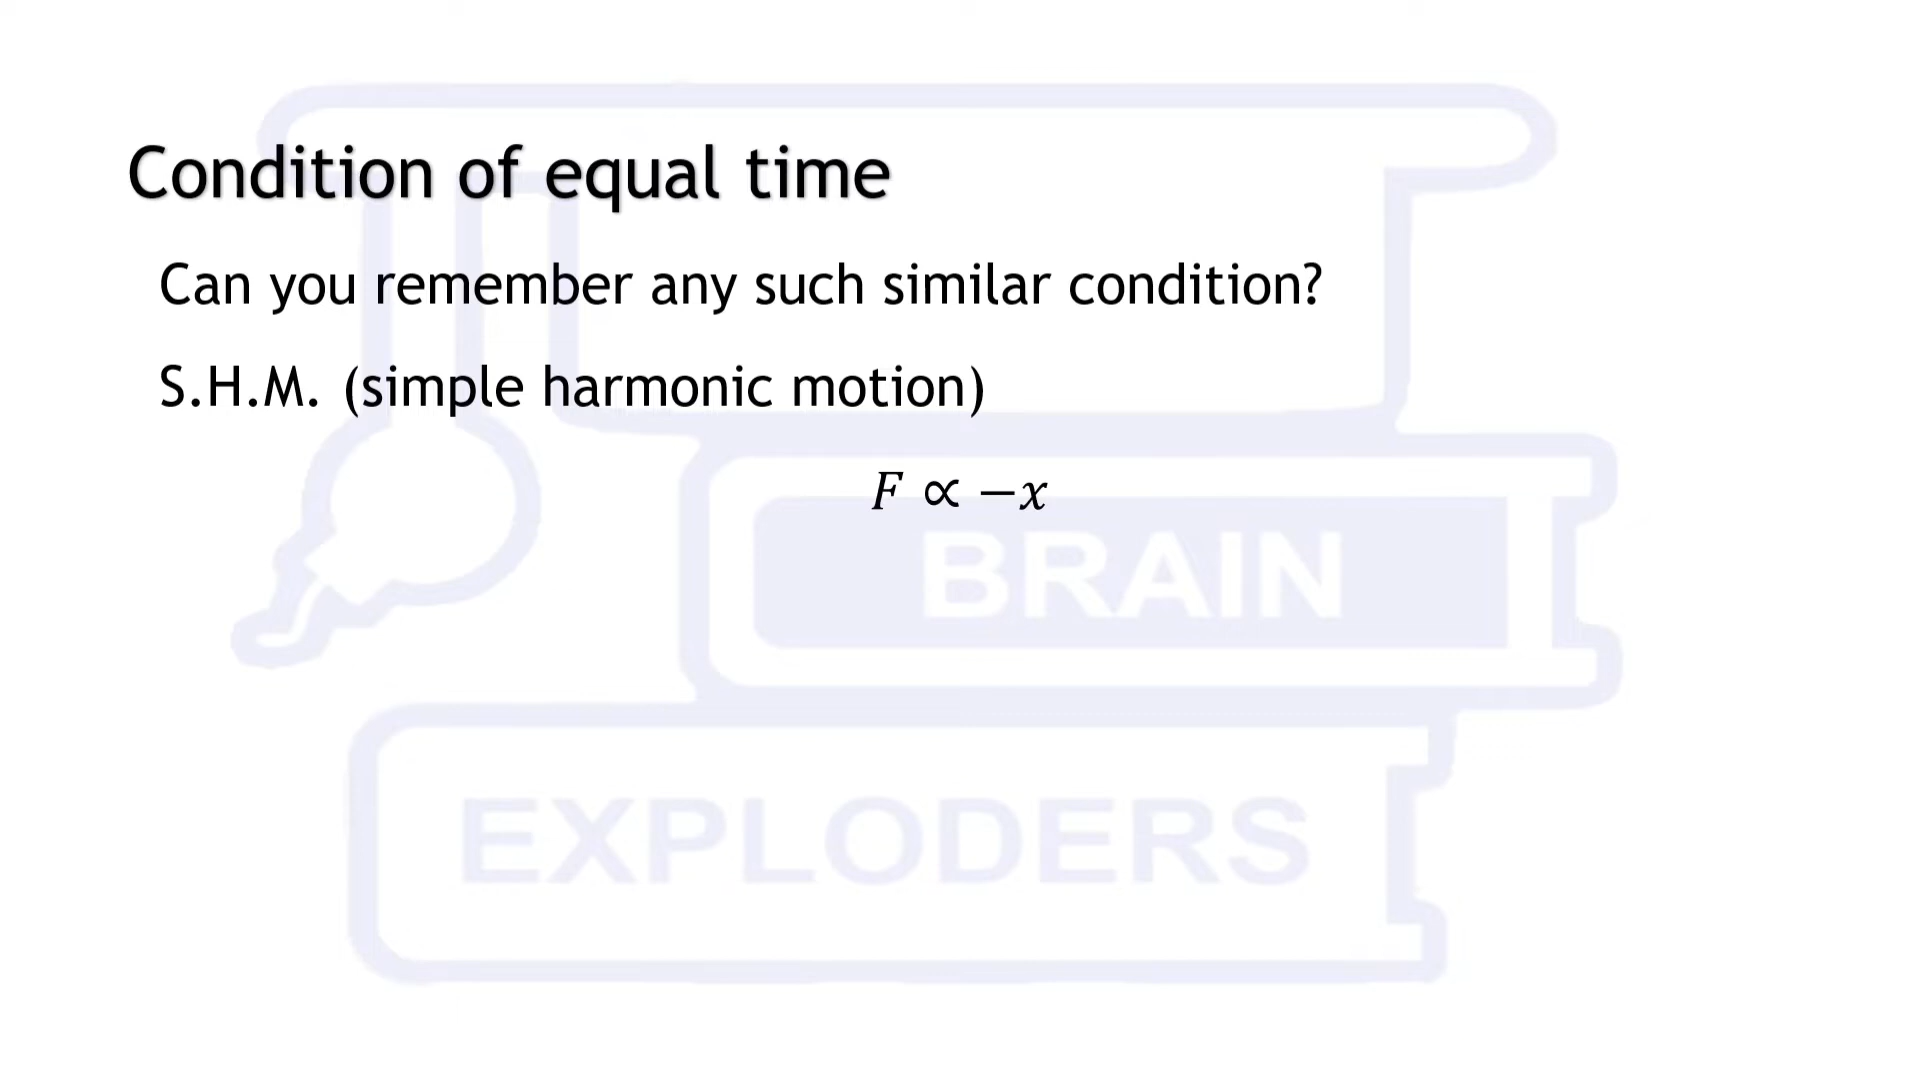 Condition of equal time
Can you remember any such similar condition?
S.H.M. (simple harmonic motion)
F ∝ −x
BRAIN
EXPLODERS